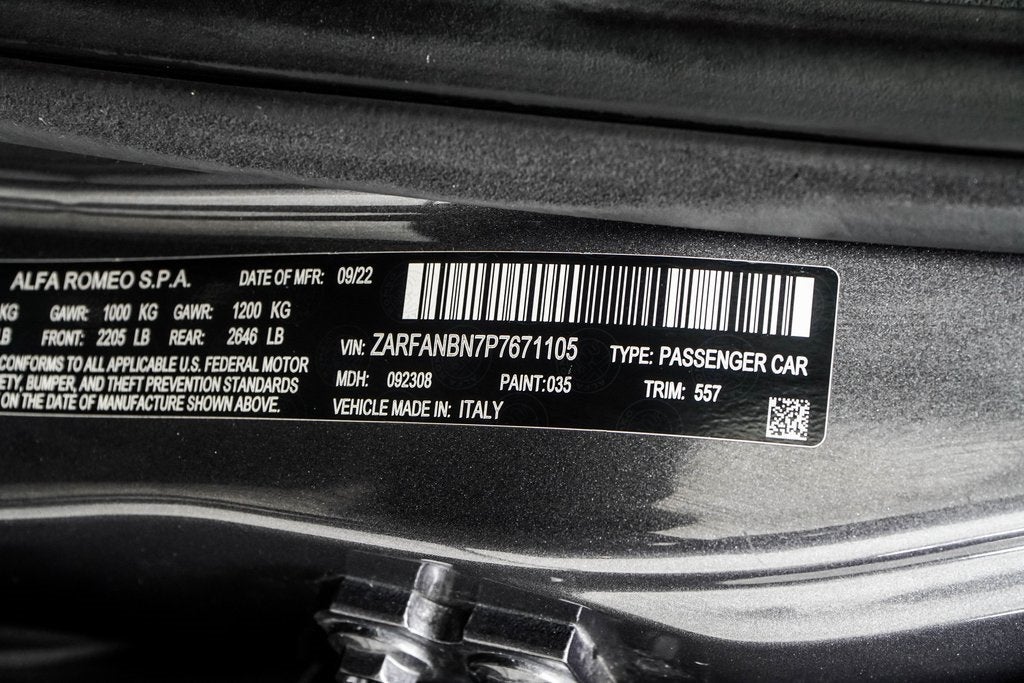 ALFA ROMEO S.P.A. DATE OF MFR: 09/22
KG GAWR: 1000 KG GAWR: 1200 KG
LB FRONT: 2205 LB REAR: 2646 LB
CONFORMS TO ALL APPLICABLE U.S. FEDERAL MOTOR
ETY, BUMPER, AND THEFT PREVENTION STANDARDS
ON THE DATE OF MANUFACTURE SHOWN ABOVE.
VIN: ZARFANBN7P7671105 TYPE: PASSENGER CAR
MDH: 092308 PAINT:035 TRIM: 557
VEHICLE MADE IN: ITALY